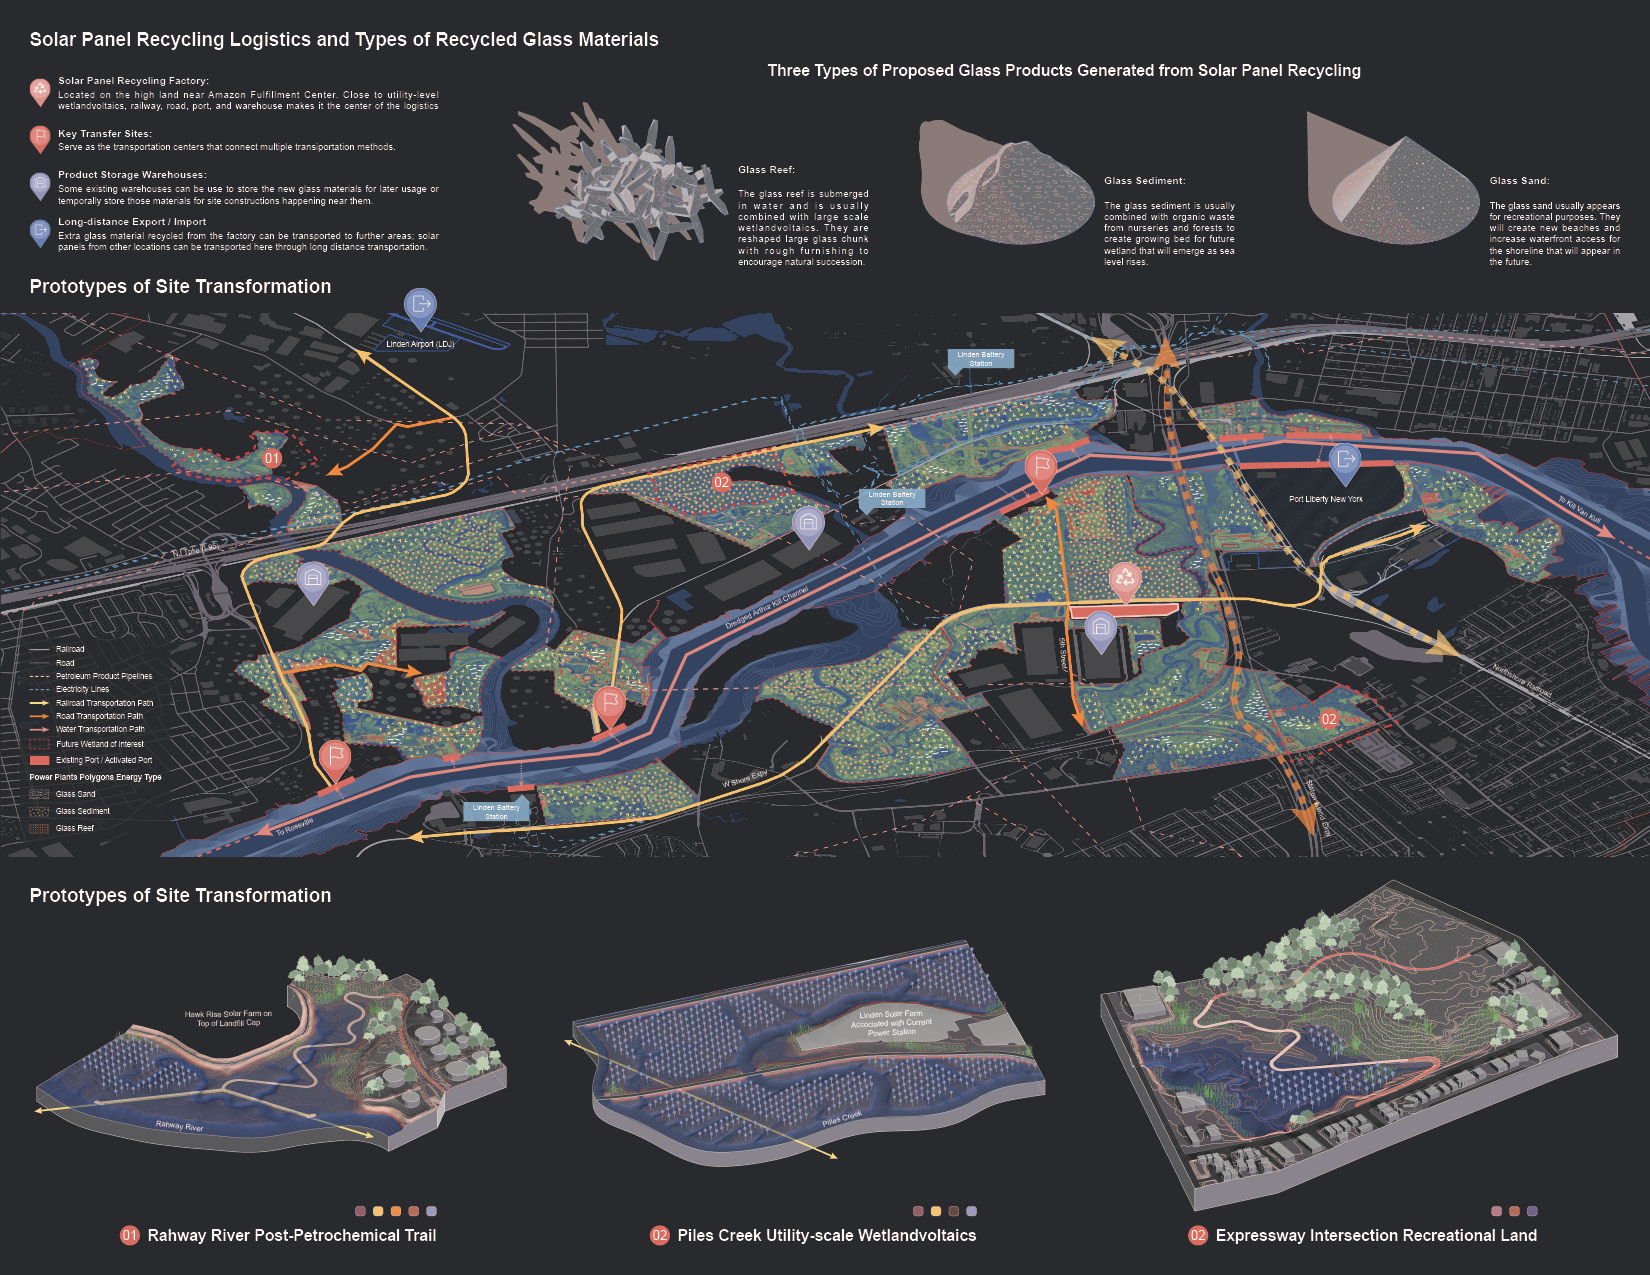 Solar Panel Recycling Logistics and Types of Recycled Glass Materials
Solar Panel Recycling Factory:
Located on the high land near Amazon Fulfillment Center. Close to utility-level
wetlandvoltaics, railway, road, port, and warehouse makes it the center of the logistics
Key Transfer Sites:
Serve as the transportation centers that connect multiple transiportation methods.
Product Storage Warehouses:
Some existing warehouses can be use to store the new glass materials for later usage or
temporally store those materials for site constructions happening near them.
Long-distance Export / Import
Extra glass material recycled from the factory can be transported to further areas; solar
panels from other locations can be transported here through long distance transportation.
Three Types of Proposed Glass Products Generated from Solar Panel Recycling
Glass Reef:
The glass reef is submerged
in water and is usually
combined with large scale
wetlandvoltaics. They are
reshaped large glass chunk
with rough furnishing to
encourage natural succession.
Glass Sediment:
The glass sediment is usually
combined with organic waste
from nurseries and forests to
create growing bed for future
wetland that will emerge as sea
level rises.
Glass Sand:
The glass sand usually appears
for recreational purposes. They
will create new beaches and
increase waterfront access for
the shoreline that will appear in
the future.
Prototypes of Site Transformation
Linden Airport (LDJ)
Linden Battery
Station
01
02
Linden Battery
Station
Port Liberty New York
To Kill Van Kull
NJ Tpke (I-95)
Dredged Arthur Kill Channel
5th Street
Northshore Railroad
02
W Shore Expy
Linden Battery
Station
To Rossville
Staten Island Expy
Railroad
Road
Petroleum Product Pipelines
Electricity Lines
Railroad Transportation Path
Road Transportation Path
Water Transportation Path
Future Wetland of Interest
Existing Port / Activated Port
Power Plants Polygons Energy Type
Glass Sand
Glass Sediment
Glass Reef
Prototypes of Site Transformation
Hawk Rise Solar Farm on
Top of Landfill Cap
Rahway River
Linden Solar Farm
Accociated with Current
Power Station
Piles Creek
01 Rahway River Post-Petrochemical Trail
02 Piles Creek Utility-scale Wetlandvoltaics
02 Expressway Intersection Recreational Land